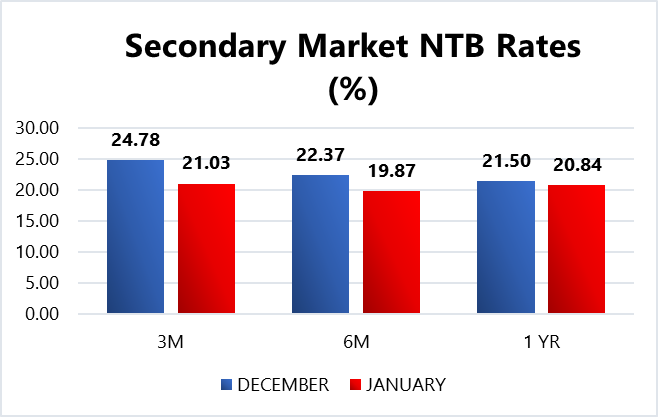 Secondary Market NTB Rates
(%)
30.00
25.00
20.00
15.00
10.00
5.00
0.00
24.78
21.03
22.37
19.87
21.50
20.84
3M
6M
1 YR
DECEMBER
JANUARY